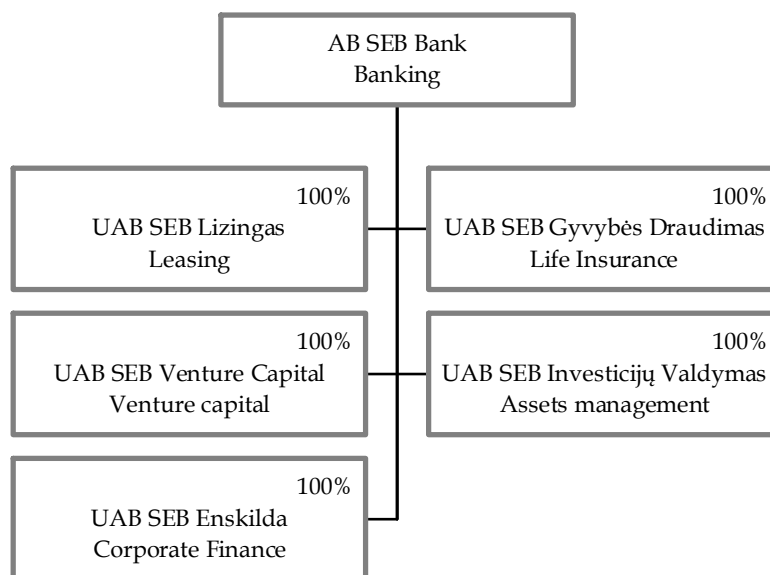 AB SEB Bank
Banking
100%
UAB SEB Lizingas
Leasing
100%
UAB SEB Gyvybės Draudimas
Life Insurance
100%
UAB SEB Venture Capital
Venture capital
100%
UAB SEB Investicijų Valdymas
Assets management
100%
UAB SEB Enskilda
Corporate Finance